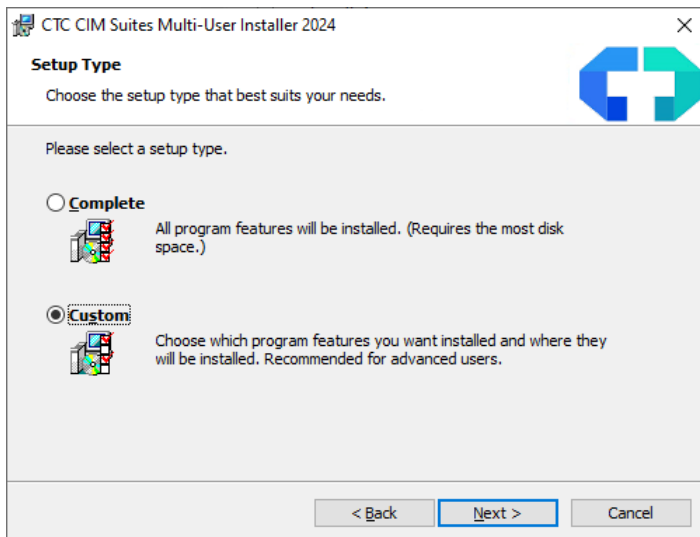 CTC CIM Suites Multi-User Installer 2024
Setup Type
Choose the setup type that best suits your needs.
Please select a setup type.
Complete
All program features will be installed. (Requires the most disk
space.)
Custom
Choose which program features you want installed and where they
will be installed. Recommended for advanced users.
< Back
Next >
Cancel